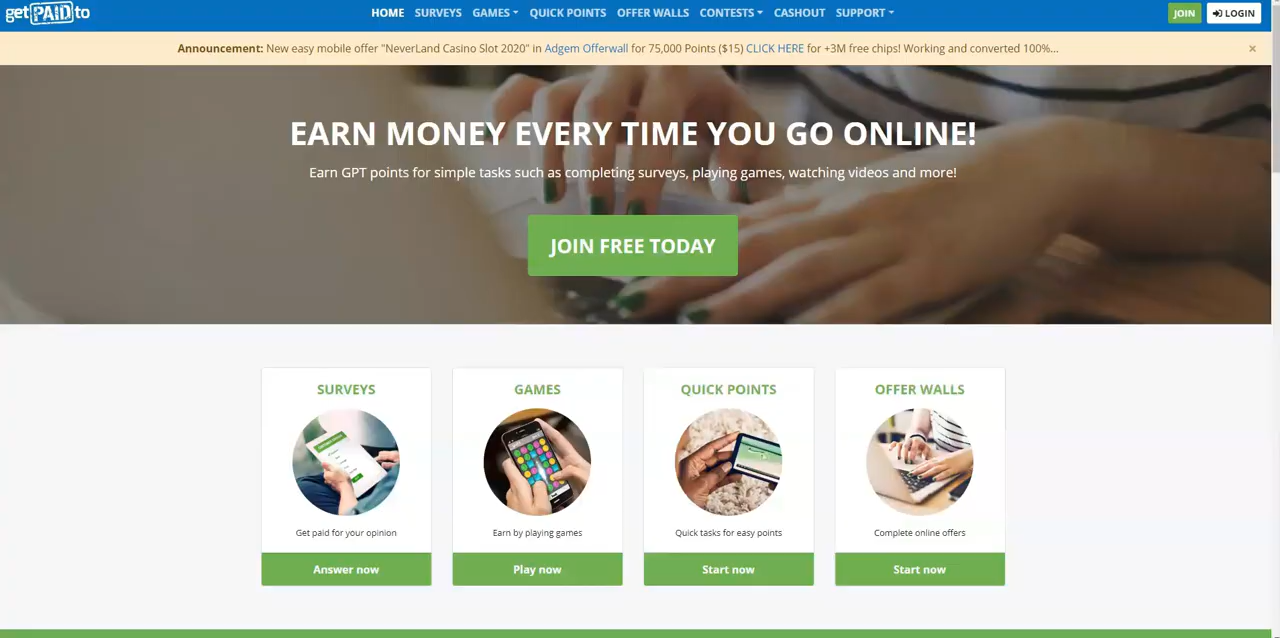 getPAIDto
HOME SURVEYS GAMES QUICK POINTS OFFER WALLS CONTESTS CASHOUT SUPPORT
JOIN LOGIN
Announcement: New easy mobile offer "NeverLand Casino Slot 2020" in Adgem Offerwall for 75,000 Points ($15) CLICK HERE for +3M free chips! Working and converted 100%...
×
EARN MONEY EVERY TIME YOU GO ONLINE!
Earn GPT points for simple tasks such as completing surveys, playing games, watching videos and more!
JOIN FREE TODAY
SURVEYS
Get paid for your opinion
Answer now
GAMES
Earn by playing games
Play now
QUICK POINTS
Quick tasks for easy points
Start now
OFFER WALLS
Complete online offers
Start now